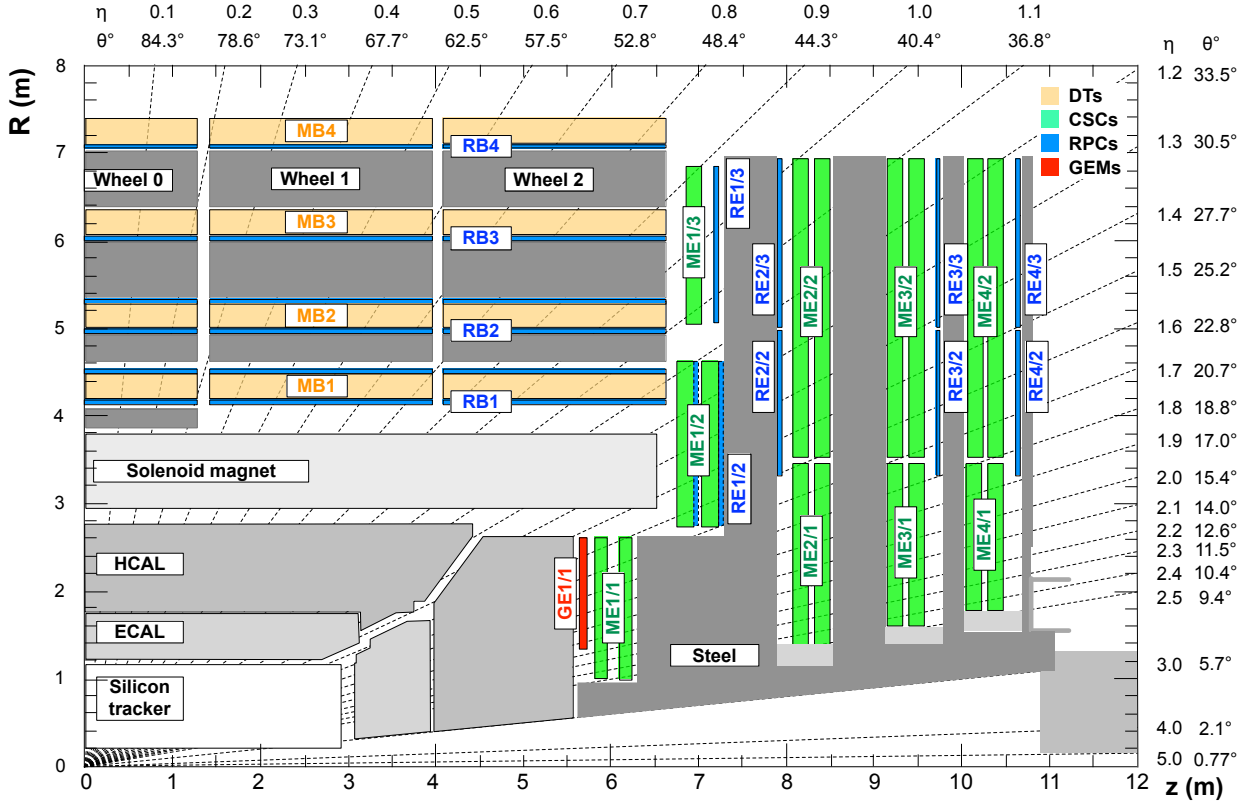 η 0.1 0.2 0.3 0.4 0.5 0.6 0.7 0.8 0.9 1.0 1.1
θ° 84.3° 78.6° 73.1° 67.7° 62.5° 57.5° 52.8° 48.4° 44.3° 40.4° 36.8° η θ°
R (m)
8
7
6
5
4
3
2
1
0
1.2 33.5°
1.3 30.5°
1.4 27.7°
1.5 25.2°
1.6 22.8°
1.7 20.7°
1.8 18.8°
1.9 17.0°
2.0 15.4°
2.1 14.0°
2.2 12.6°
2.3 11.5°
2.4 10.4°
2.5 9.4°
3.0 5.7°
4.0 2.1°
5.0 0.77°
DTs
CSCs
RPCs
GEMs
MB4
RB4
Wheel 0
Wheel 1
Wheel 2
MB3
RB3
MB2
RB2
MB1
RB1
Solenoid magnet
HCAL
ECAL
Silicon
tracker
Steel
GE1/1
ME1/1
ME1/2
ME1/3
RE1/2
RE1/3
RE2/2
RE2/3
ME2/1
ME2/2
ME3/1
ME3/2
RE3/2
RE3/3
ME4/1
ME4/2
RE4/2
RE4/3
0 1 2 3 4 5 6 7 8 9 10 11 12
z (m)